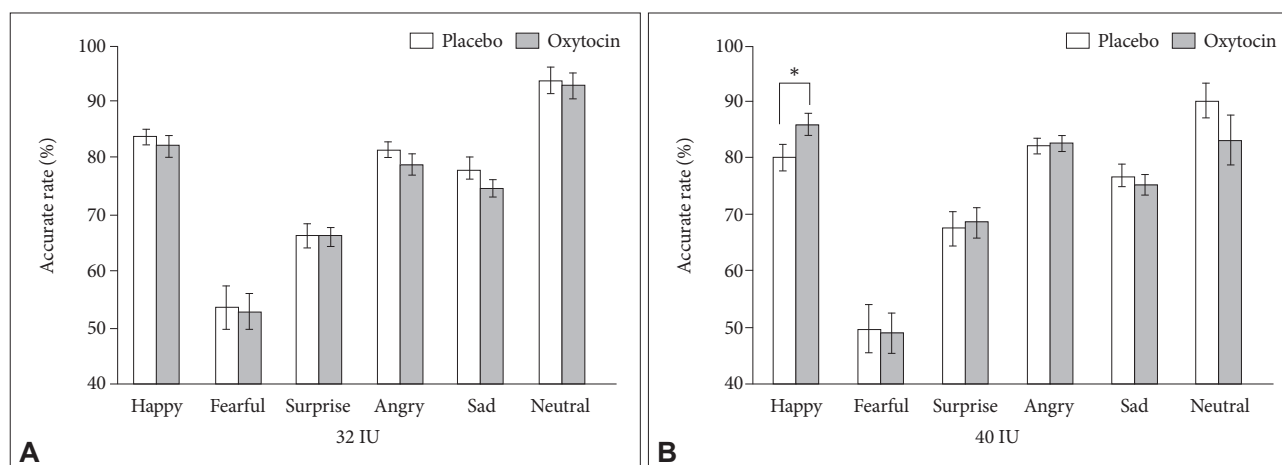 Placebo Oxytocin
100
90
80
70
60
50
40
Accurate rate (%)
Happy Fearful Surprise Angry Sad Neutral
32 IU
A
Placebo Oxytocin
100
90
80
70
60
50
40
Accurate rate (%)
*
Happy Fearful Surprise Angry Sad Neutral
40 IU
B